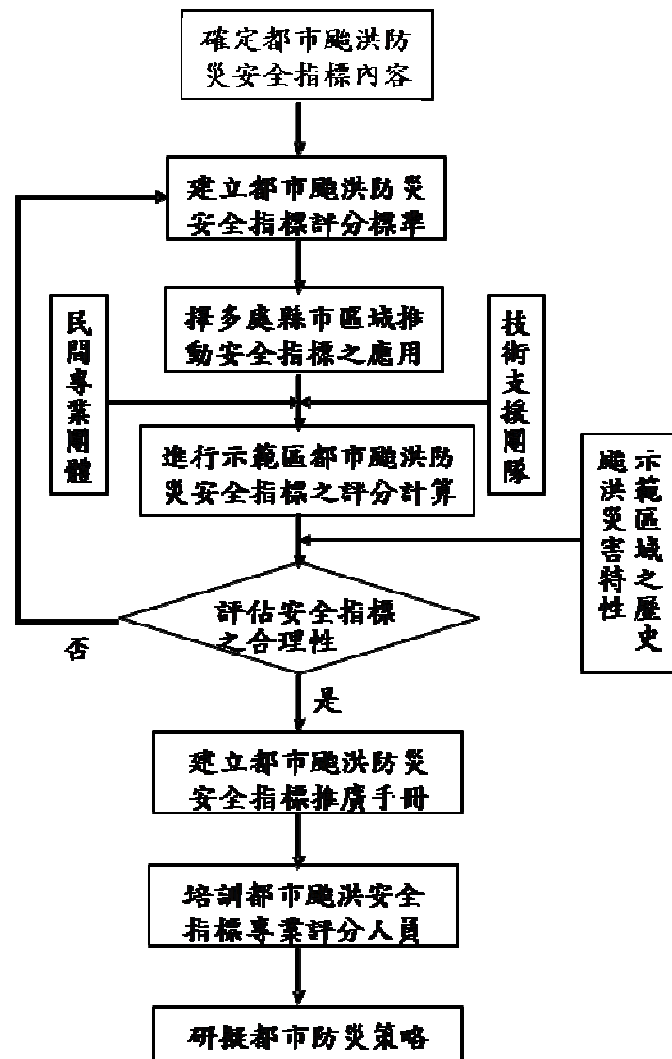 確定都市颱洪防
災安全指標內容
建立都市颱洪防災
安全指標評分標準
擇多處縣市區域推
動安全指標之應用
民間專業團體
技術支援團隊
進行示範區都市颱洪防
災安全指標之評分計算
示範區域之歷史
颱洪災害特性
評估安全指標
之合理性
否
是
建立都市颱洪防災
安全指標推廣手冊
培訓都市颱洪安全
指標專業評分人員
研擬都市防災策略